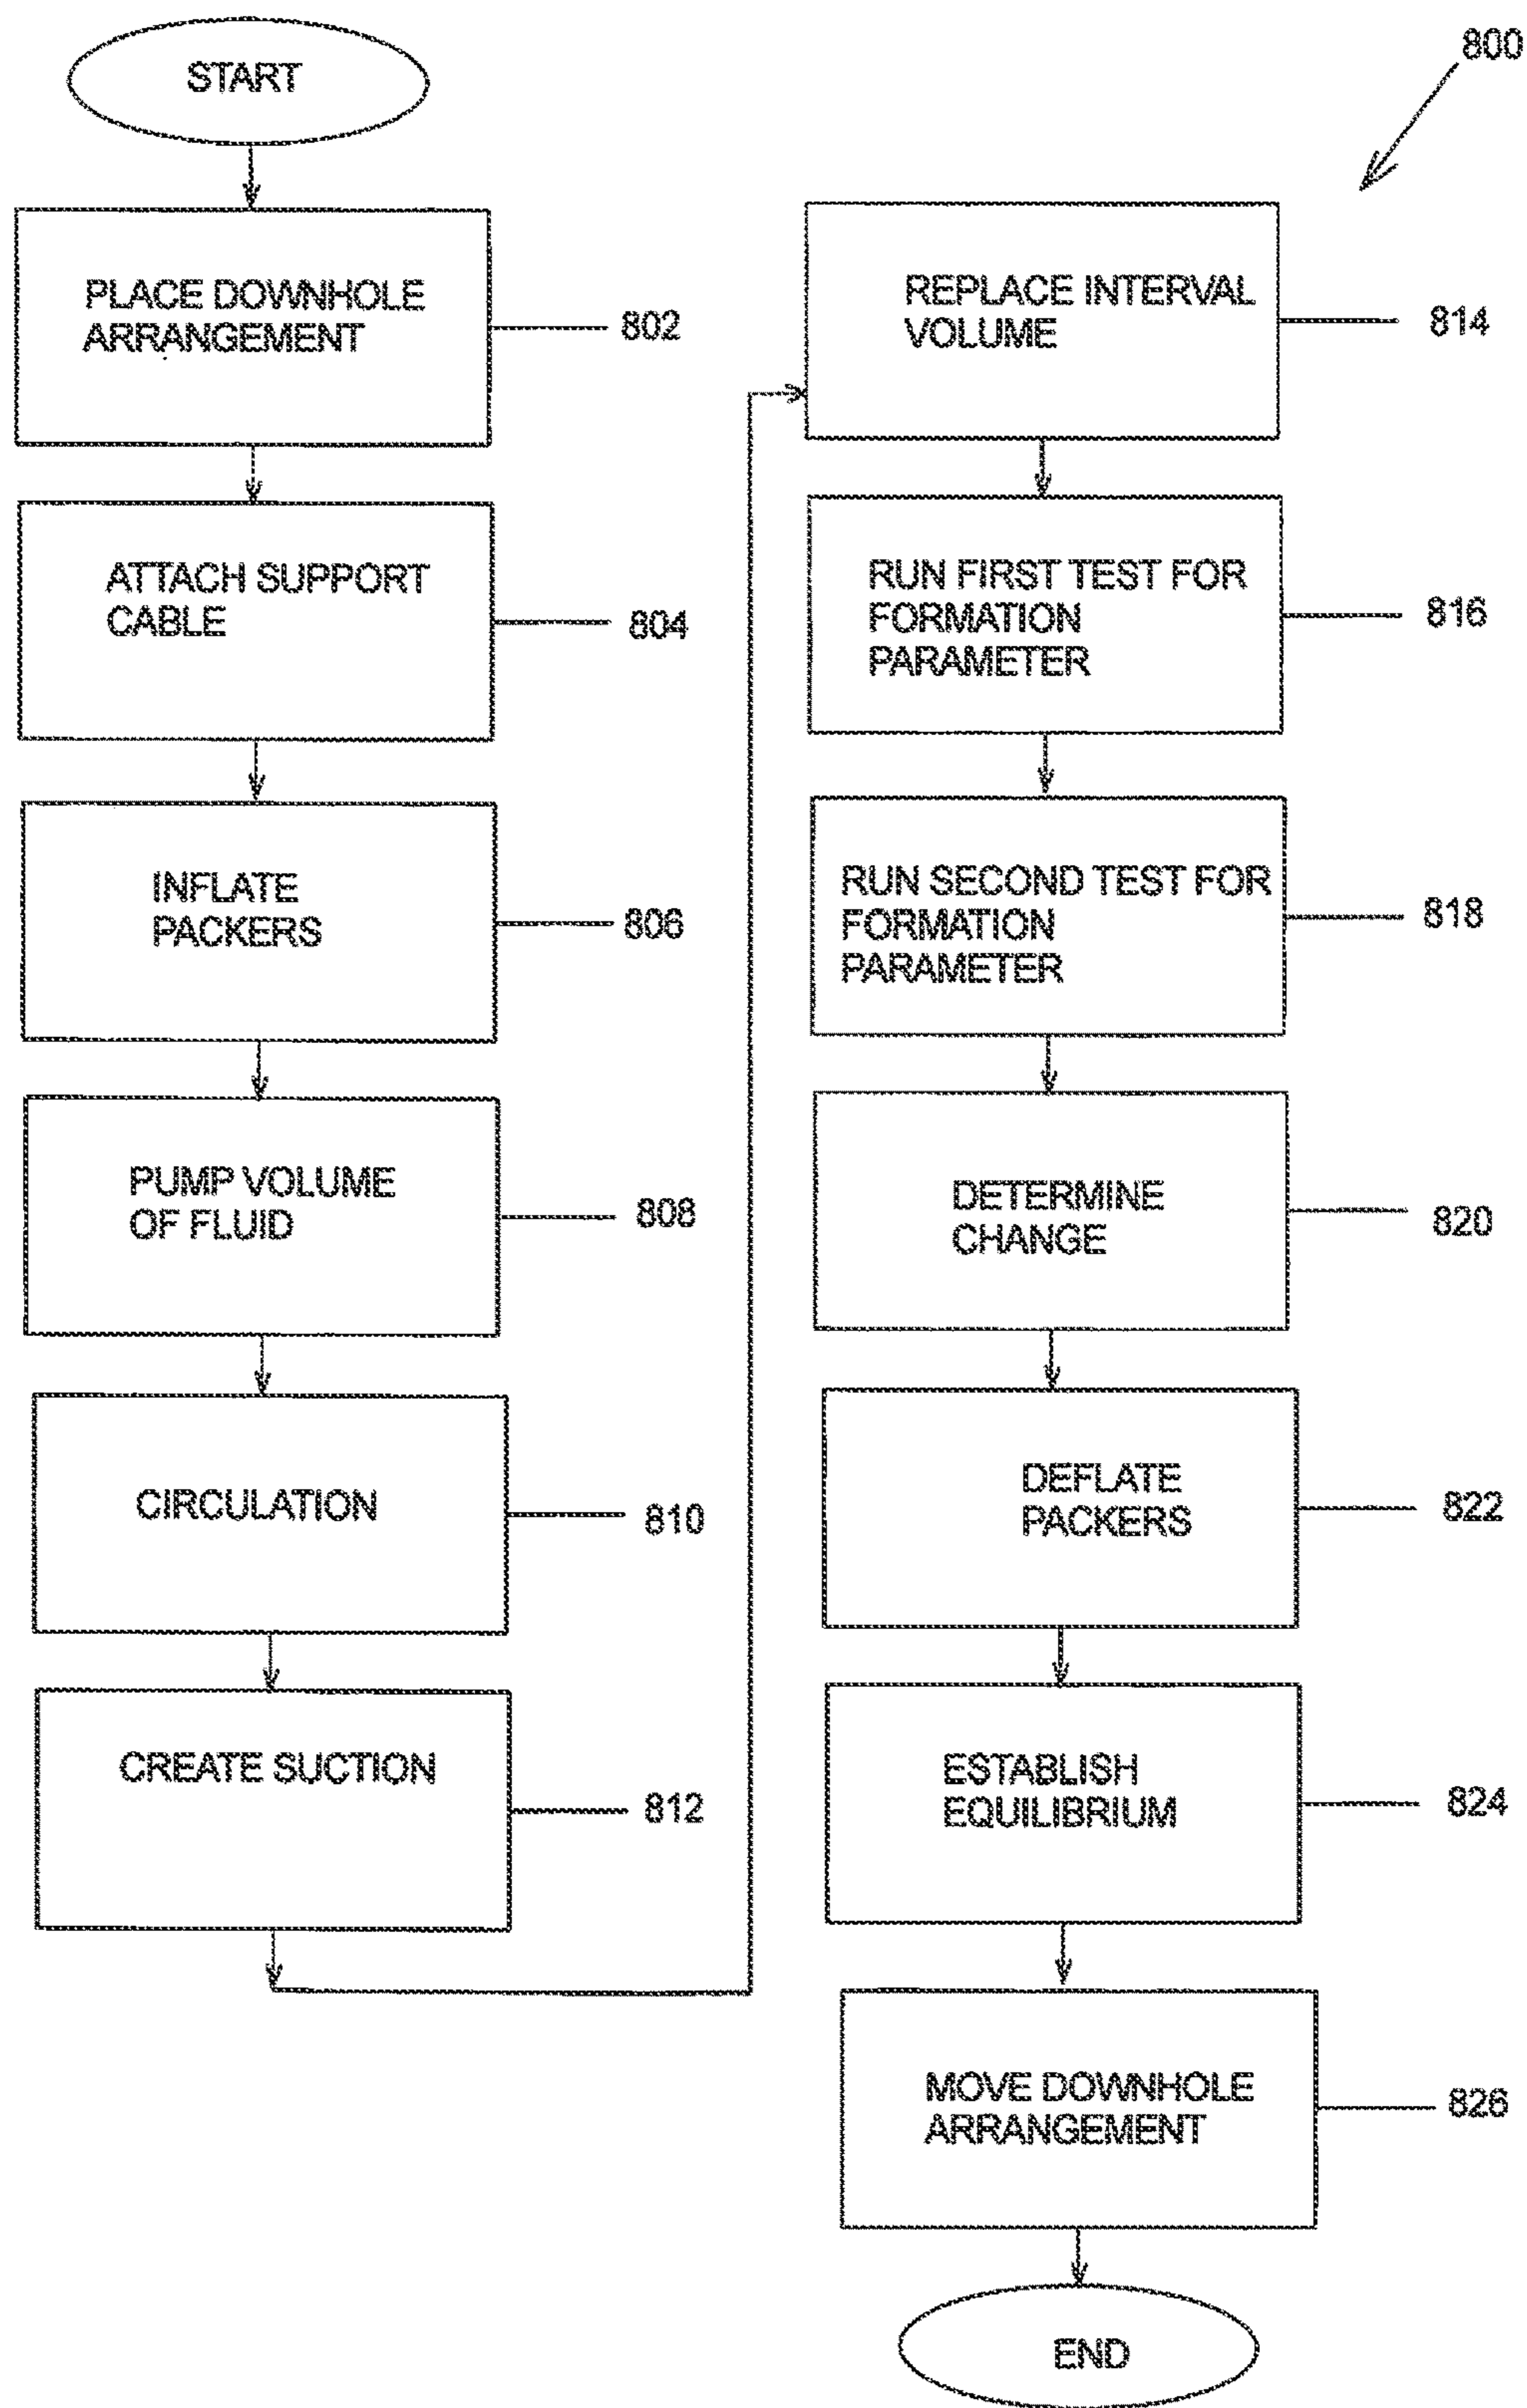 START
800
PLACE DOWNHOLE
ARRANGEMENT
802
ATTACH SUPPORT
CABLE
804
INFLATE
PACKERS
806
PUMP VOLUME
OF FLUID
808
CIRCULATION
810
CREATE SUCTION
812
REPLACE INTERVAL
VOLUME
814
RUN FIRST TEST FOR
FORMATION
PARAMETER
816
RUN SECOND TEST FOR
FORMATION
PARAMETER
818
DETERMINE
CHANGE
820
DEFLATE
PACKERS
822
ESTABLISH
EQUILIBRIUM
824
MOVE DOWNHOLE
ARRANGEMENT
826
END